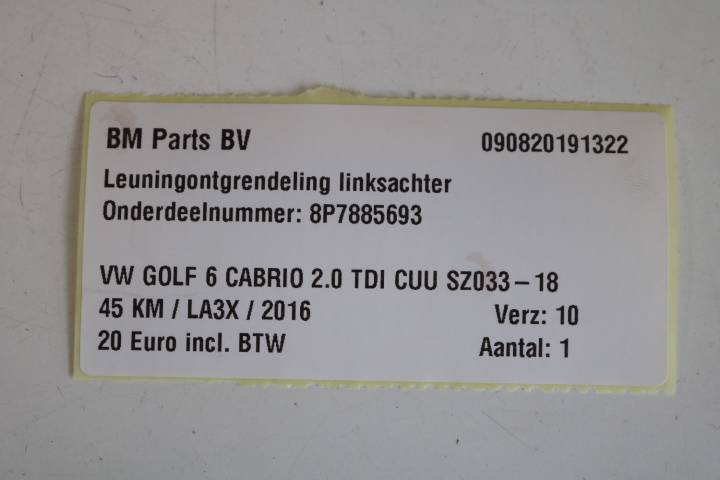 BM Parts BV 090820191322
Leuningontgrendeling linksachter
Onderdeelnummer: 8P7885693
VW GOLF 6 CABRIO 2.0 TDI CUU SZ033-18
45 KM / LA3X / 2016 Verz: 10
20 Euro incl. BTW Aantal: 1